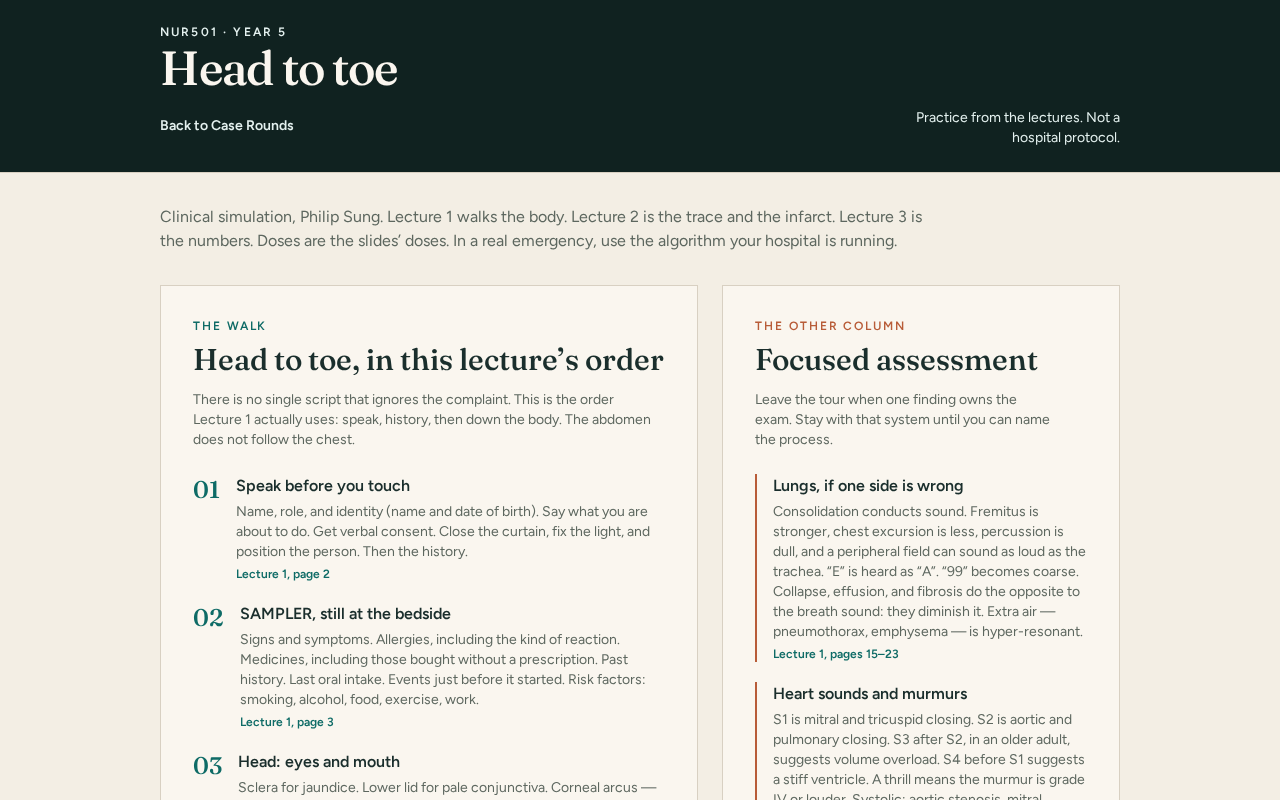 NUR501 · YEAR 5
Head to toe
Back to Case Rounds
Practice from the lectures. Not a
hospital protocol.
Clinical simulation, Philip Sung. Lecture 1 walks the body. Lecture 2 is the trace and the infarct. Lecture 3 is
the numbers. Doses are the slides’ doses. In a real emergency, use the algorithm your hospital is running.
THE WALK
Head to toe, in this lecture’s order
There is no single script that ignores the complaint. This is the order
Lecture 1 actually uses: speak, history, then down the body. The abdomen
does not follow the chest.
01 Speak before you touch
Name, role, and identity (name and date of birth). Say what you are
about to do. Get verbal consent. Close the curtain, fix the light, and
position the person. Then the history.
Lecture 1, page 2
02 SAMPLER, still at the bedside
Signs and symptoms. Allergies, including the kind of reaction.
Medicines, including those bought without a prescription. Past
history. Last oral intake. Events just before it started. Risk factors:
smoking, alcohol, food, exercise, work.
Lecture 1, page 3
03 Head: eyes and mouth
Sclera for jaundice. Lower lid for pale conjunctiva. Corneal arcus —
THE OTHER COLUMN
Focused assessment
Leave the tour when one finding owns the
exam. Stay with that system until you can name
the process.
Lungs, if one side is wrong
Consolidation conducts sound. Fremitus is
stronger, chest excursion is less, percussion is
dull, and a peripheral field can sound as loud as the
trachea. “E” is heard as “A”. “99” becomes coarse.
Collapse, effusion, and fibrosis do the opposite to
the breath sound: they diminish it. Extra air —
pneumothorax, emphysema — is hyper-resonant.
Lecture 1, pages 15–23
Heart sounds and murmurs
S1 is mitral and tricuspid closing. S2 is aortic and
pulmonary closing. S3 after S2, in an older adult,
suggests volume overload. S4 before S1 suggests
a stiff ventricle. A thrill means the murmur is grade
IV or louder. Systolic: aortic stenosis, mitral